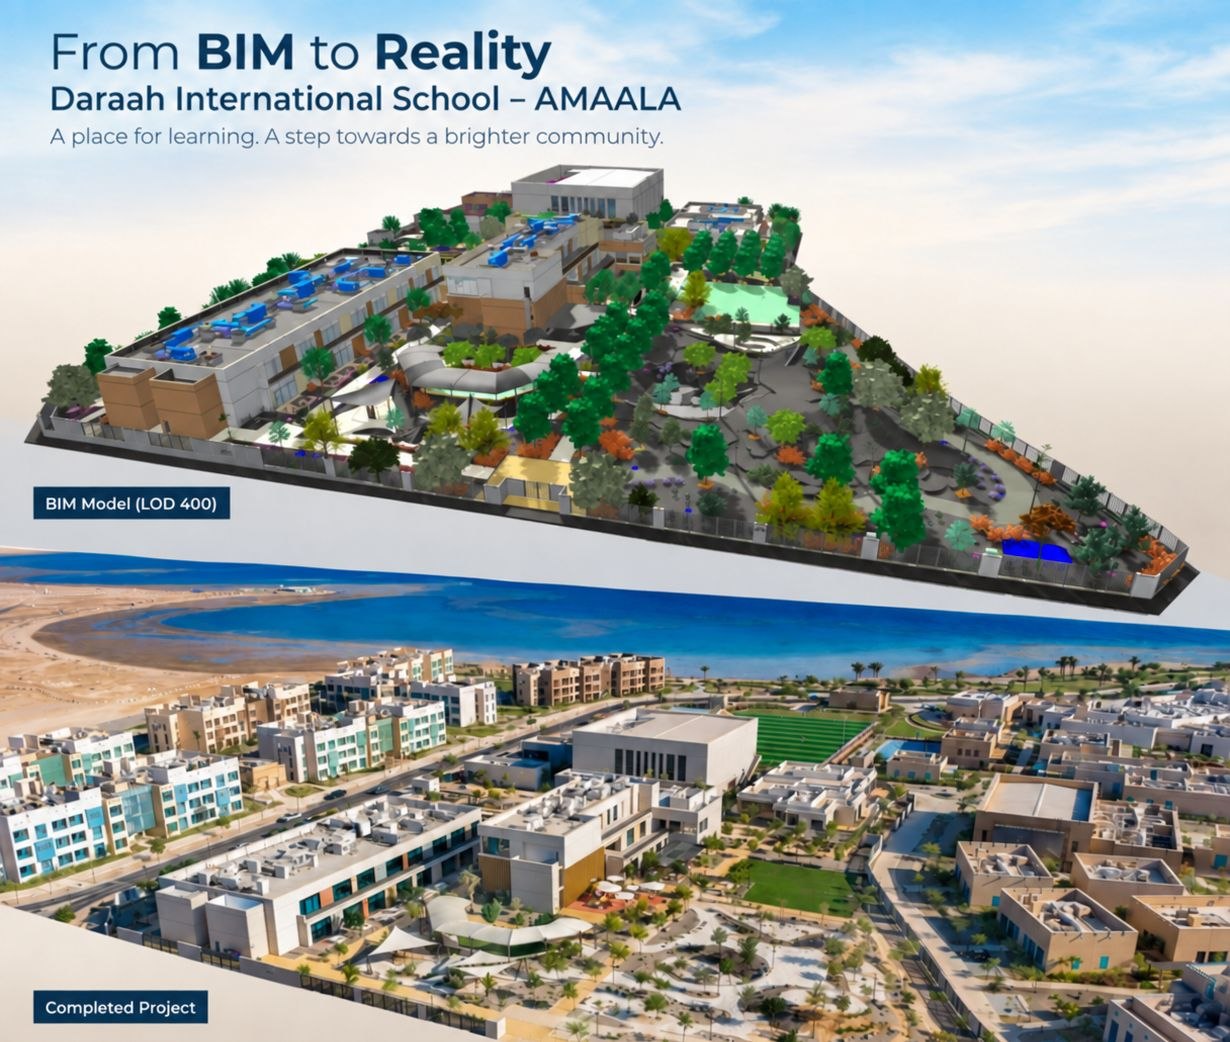 From BIM to Reality
Daraah International School – AMAALA
A place for learning. A step towards a brighter community.
BIM Model (LOD 400)
Completed Project